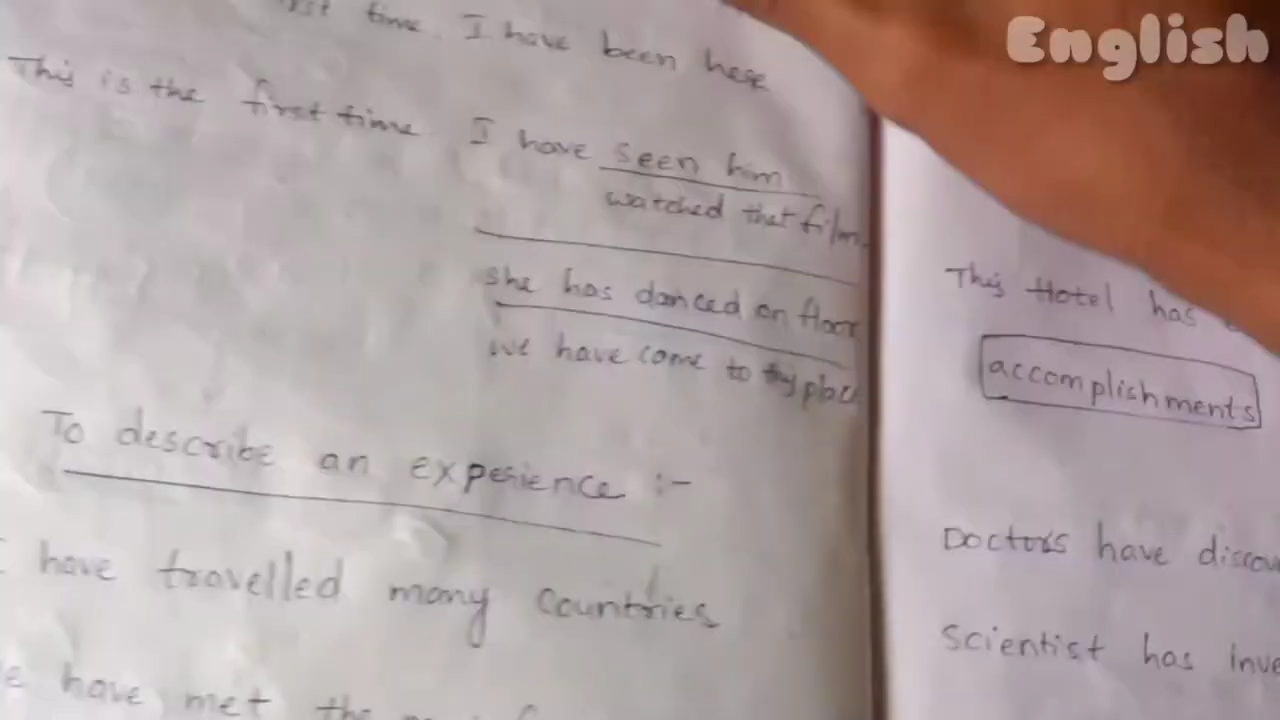 English
time I have been here
This is the first time I have seen him
watched that film
she has danced on floor
we have come to place
To describe an experience :-
have travelled many countries
have met the
This Hotel has
accomplishments
Doctors have
Scientist has